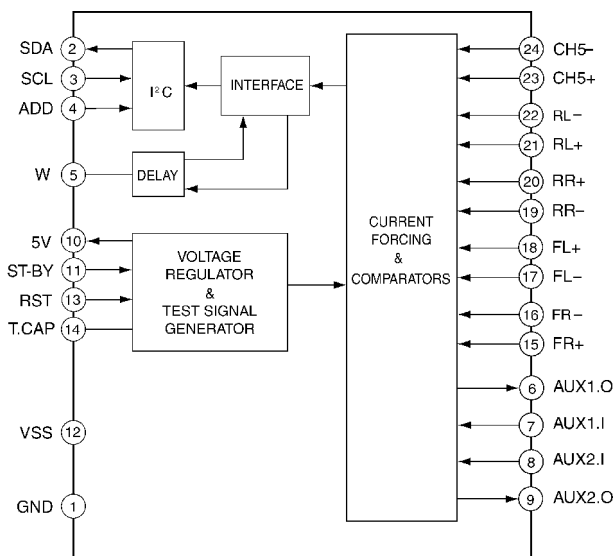 SDA 2
SCL 3
ADD 4
I²C
INTERFACE
W 5
DELAY
5V 10
ST-BY 11
RST 13
T.CAP 14
VOLTAGE
REGULATOR
&
TEST SIGNAL
GENERATOR
VSS 12
GND 1
CURRENT
FORCING
&
COMPARATORS
24 CH5-
23 CH5+
22 RL-
21 RL+
20 RR+
19 RR-
18 FL+
17 FL-
16 FR-
15 FR+
6 AUX1.O
7 AUX1.I
8 AUX2.I
9 AUX2.O